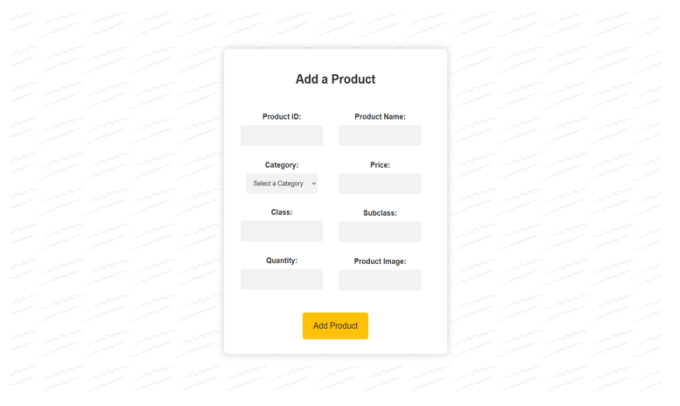 Add a Product
Product ID:
Product Name:
Category:
Price:
Select a Category
Class:
Subclass:
Quantity:
Product Image:
Add Product